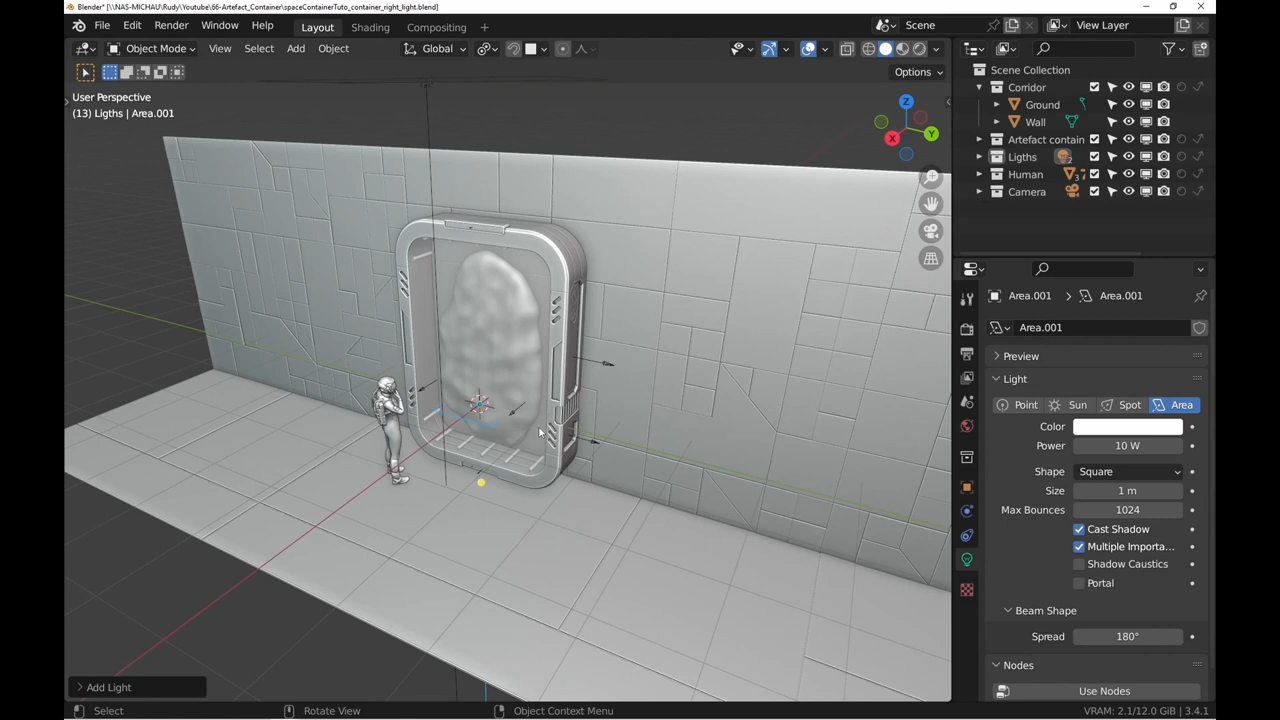 Blender* [\\NAS-MICHAU\Rudy\Youtube\66-Artefact_Container\spaceContainerTuto_container_right_light.blend]
File Edit Render Window Help Layout Shading Compositing + Scene View Layer
Object Mode View Select Add Object Global
Options
User Perspective
(13) Ligths | Area.001
Z
Y
X
Scene Collection
Corridor
Ground
Wall
Artefact contain
Ligths 2
Human 3
Camera
Area.001 > Area.001
Area.001
Preview
Light
Point Sun Spot Area
Color
Power 10 W
Shape Square
Size 1 m
Max Bounces 1024
Cast Shadow
Multiple Importa...
Shadow Caustics
Portal
Beam Shape
Spread 180°
Nodes
Use Nodes
Add Light
Select Rotate View Object Context Menu VRAM: 2.1/12.0 GiB | 3.4.1